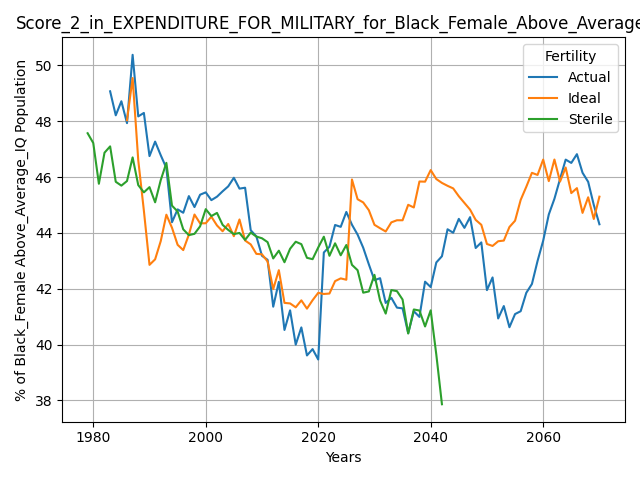 Score_2_in_EXPENDITURE_FOR_MILITARY_for_Black_Female_Above_Average
Fertility
Actual
Ideal
Sterile
% of Black_Female Above_Average_IQ Population
50
48
46
44
42
40
38
1980
2000
2020
2040
2060
Years